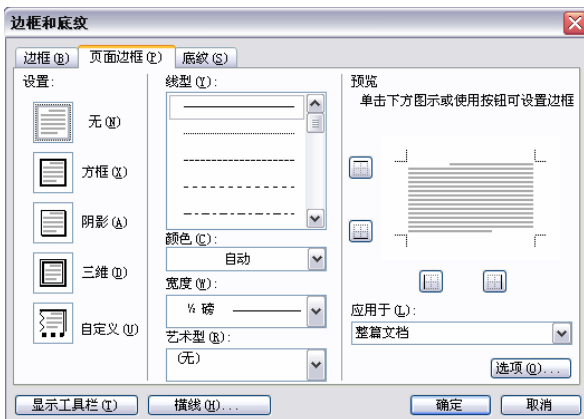 边框和底纹
边框(B) 页面边框(P) 底纹(S)
设置:
无(N)
方框(X)
阴影(A)
三维(D)
自定义(U)
线型(Y):
颜色(C):
自动
宽度(W):
½ 磅
艺术型(R):
(无)
预览
单击下方图示或使用按钮可设置边框
应用于(L):
整篇文档
选项(O)...
显示工具栏(T) 横线(H)... 确定 取消